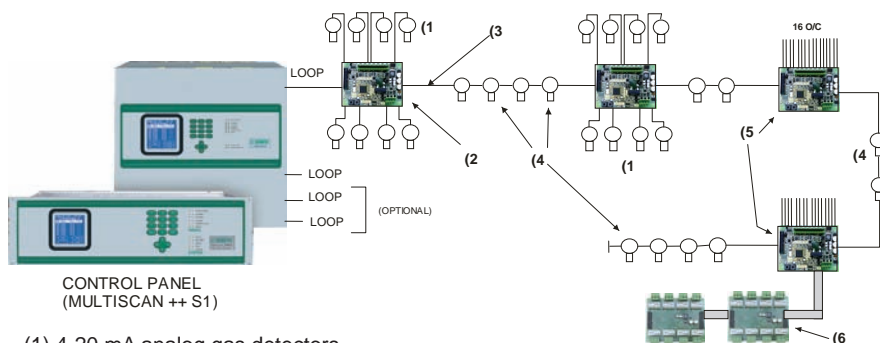 (1
16 O/C
(3
LOOP
(2
(4
(1
(5
(4
LOOP
LOOP
(OPTIONAL)
LOOP
CONTROL PANEL
(MULTISCAN ++ S1)
(6
(1) 4-20 mA analog gas detectors